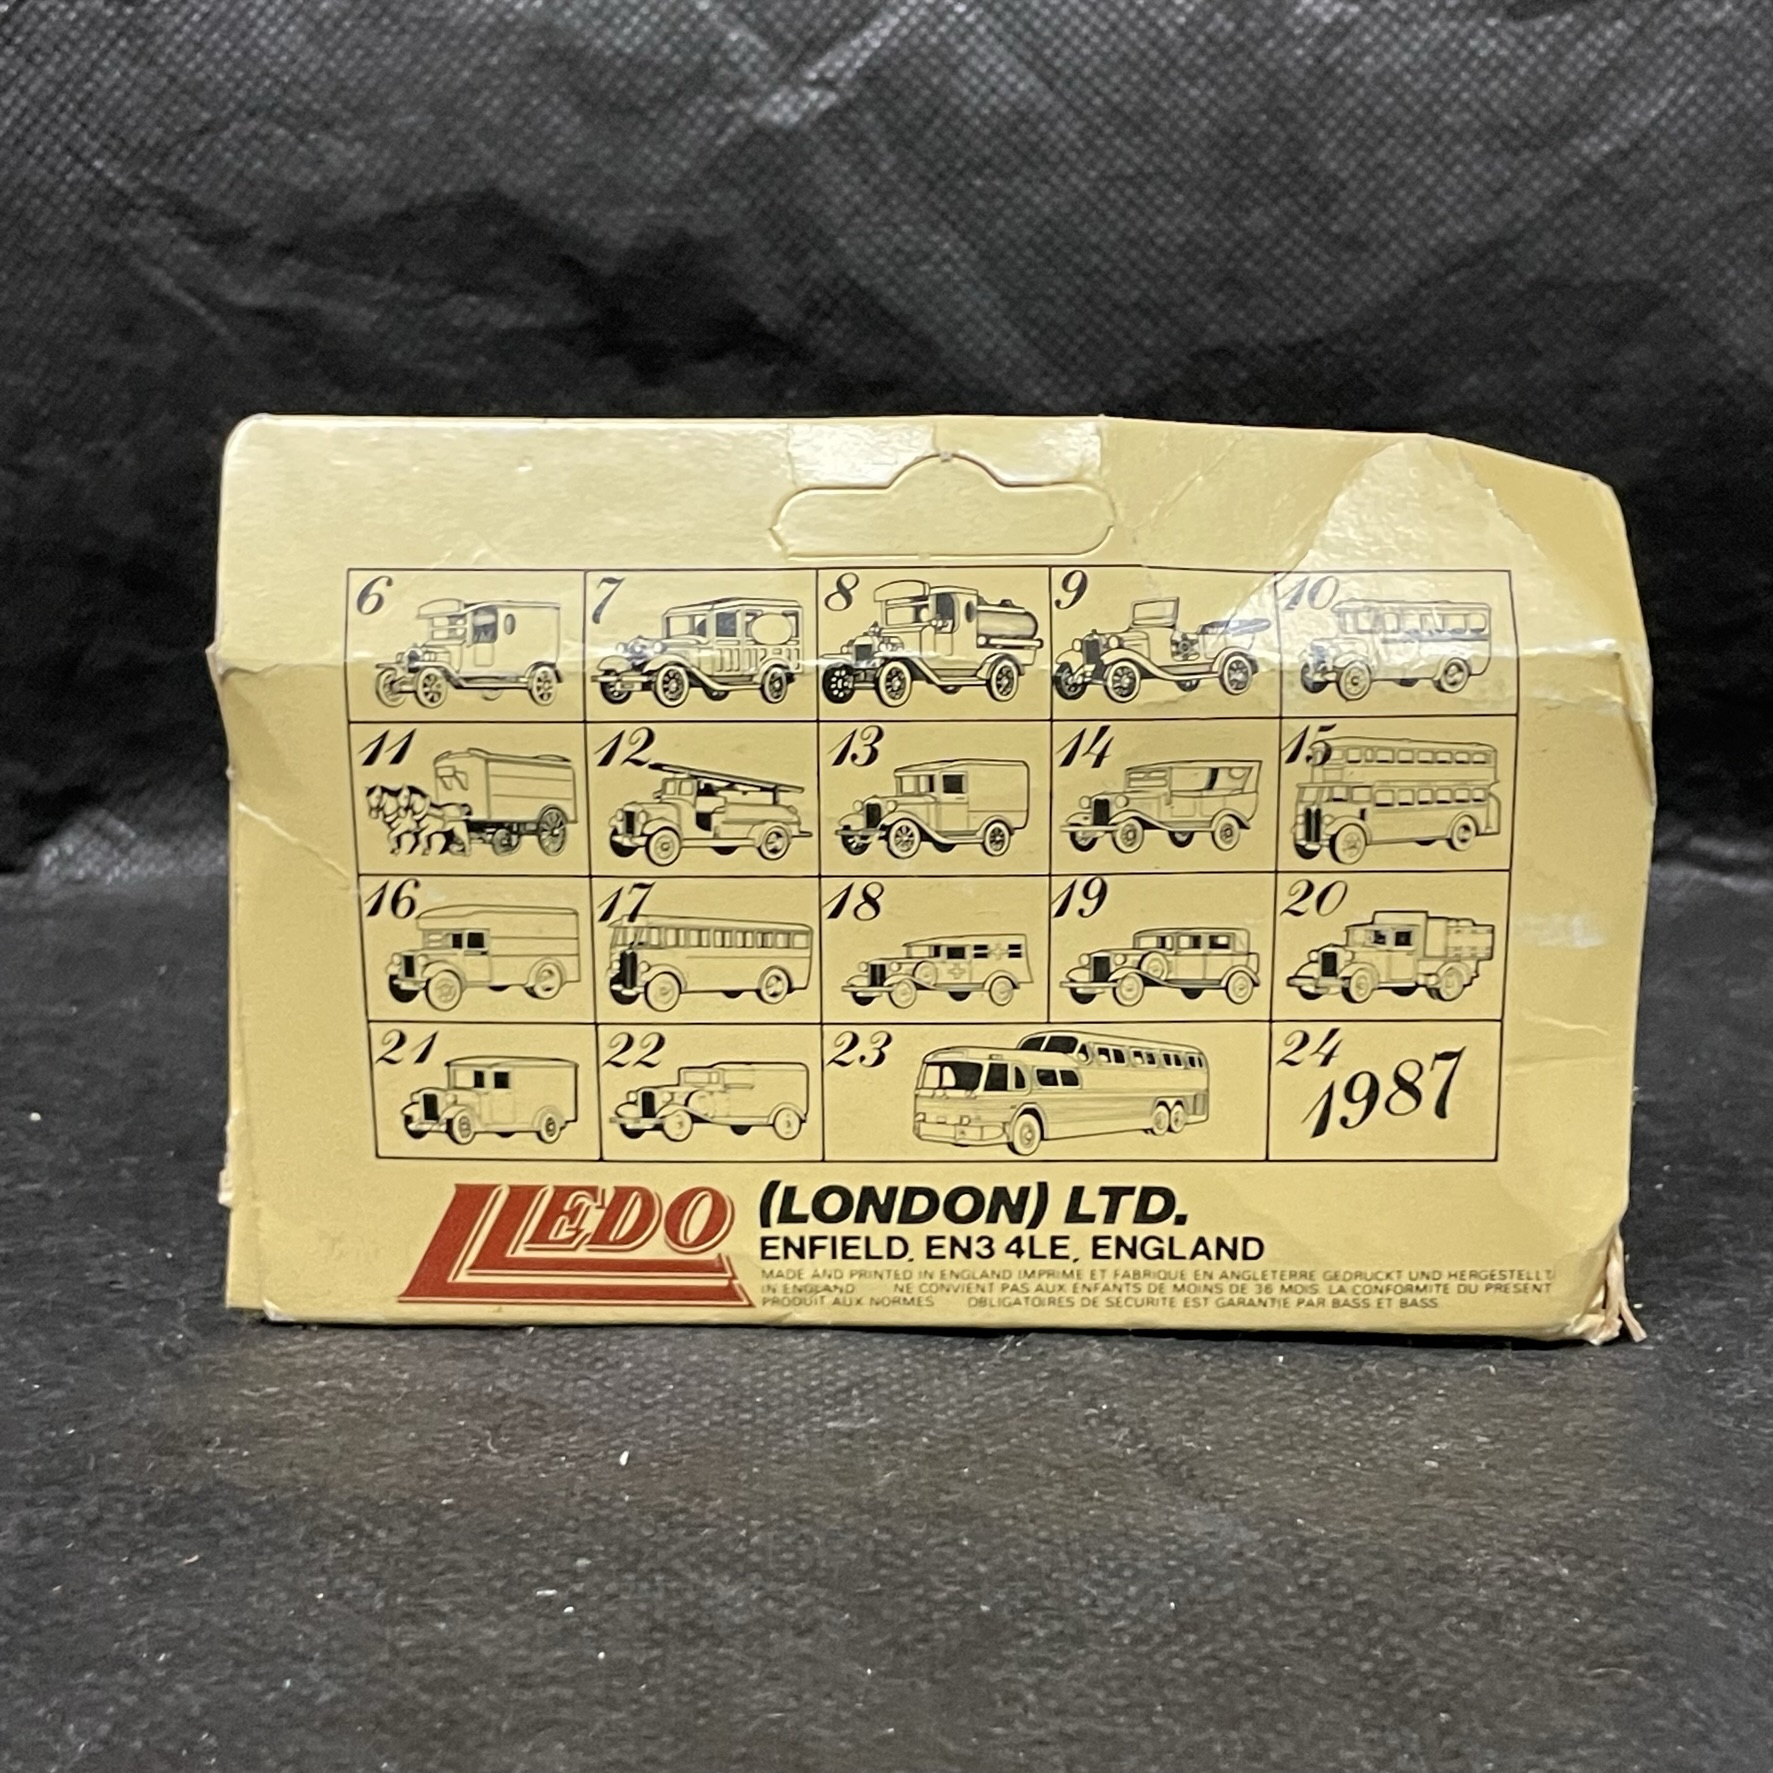 6 7 8 9 10
11 12 13 14 15
16 17 18 19 20
21 22 23 24 1987
LLEDO (LONDON) LTD.
ENFIELD, EN3 4LE, ENGLAND
MADE AND PRINTED IN ENGLAND IMPRIME ET FABRIQUE EN ANGLETERRE GEDRUCKT UND HERGESTELLT
IN ENGLAND NE CONVIENT PAS AUX ENFANTS DE MOINS DE 36 MOIS LA CONFORMITE DU PRESENT
PRODUIT AUX NORMES OBLIGATOIRES DE SECURITE EST GARANTIE PAR BASS ET BASS